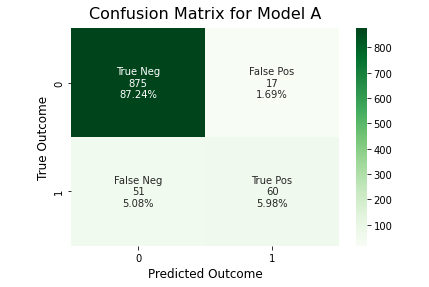 Confusion Matrix for Model A
True Neg
875
87.24%
False Pos
17
1.69%
False Neg
51
5.08%
True Pos
60
5.98%
True Outcome
0
1
0
1
Predicted Outcome
800
700
600
500
400
300
200
100